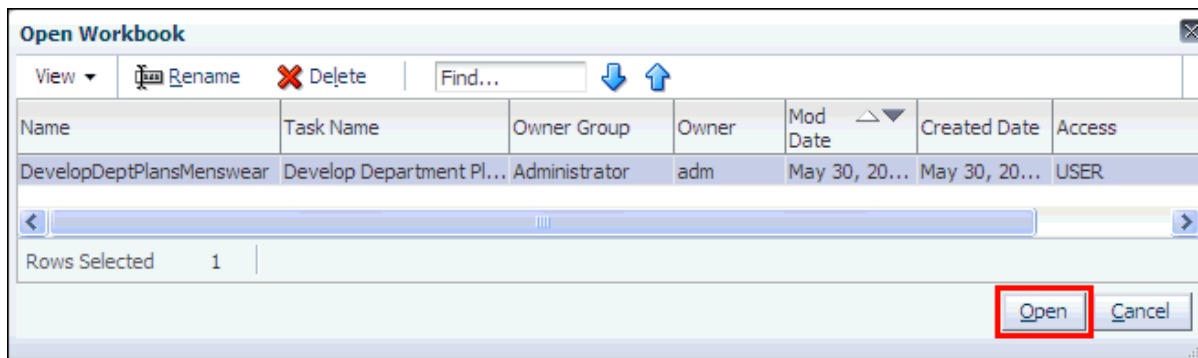 Open Workbook
View Rename Delete Find...
Name Task Name Owner Group Owner Mod Date Created Date Access
DevelopDeptPlansMenswear Develop Department Pl... Administrator adm May 30, 20... May 30, 20... USER
Rows Selected 1
Open Cancel